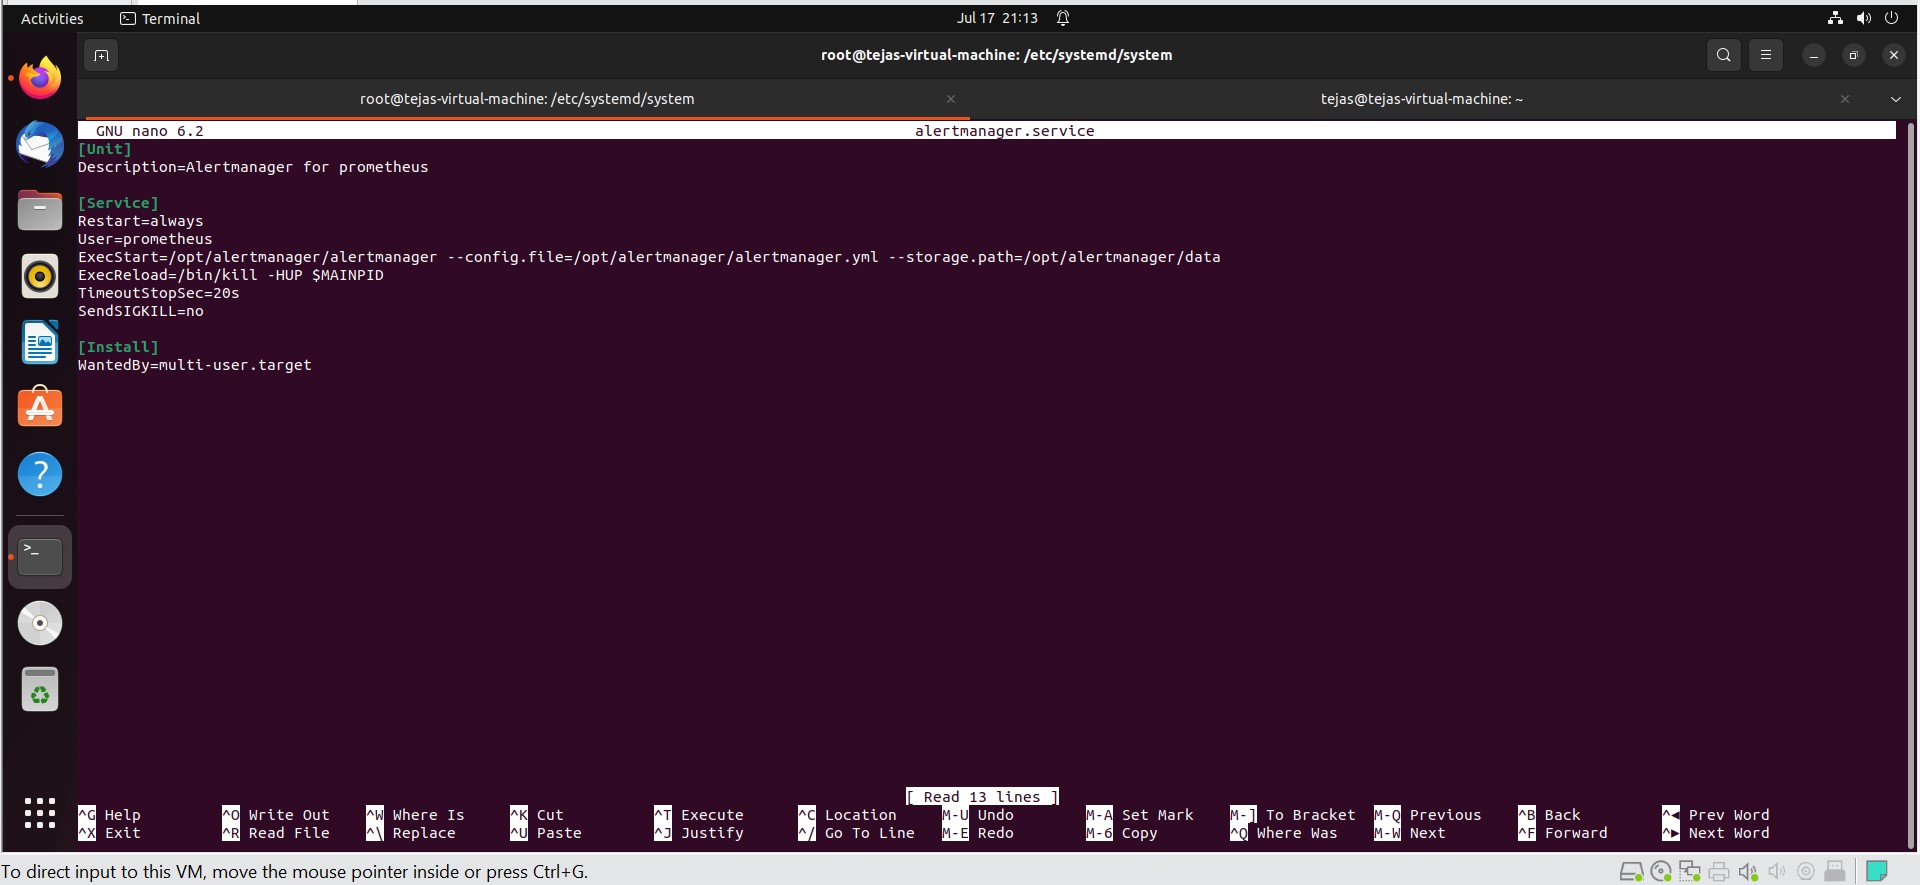 Activities
Terminal
Jul 17 21:13
root@tejas-virtual-machine: /etc/systemd/system
root@tejas-virtual-machine: /etc/systemd/system
tejas@tejas-virtual-machine: ~
GNU nano 6.2 alertmanager.service
[Unit]
Description=Alertmanager for prometheus
[Service]
Restart=always
User=prometheus
ExecStart=/opt/alertmanager/alertmanager --config.file=/opt/alertmanager/alertmanager.yml --storage.path=/opt/alertmanager/data
ExecReload=/bin/kill -HUP $MAINPID
TimeoutStopSec=20s
SendSIGKILL=no
[Install]
WantedBy=multi-user.target
[ Read 13 lines ]
^G Help ^O Write Out ^W Where Is ^K Cut ^T Execute ^C Location M-U Undo M-A Set Mark M-] To Bracket M-Q Previous ^B Back ^◀ Prev Word
^X Exit ^R Read File ^\ Replace ^U Paste ^J Justify ^/ Go To Line M-E Redo M-6 Copy ^Q Where Was M-W Next ^F Forward ^▶ Next Word
To direct input to this VM, move the mouse pointer inside or press Ctrl+G.